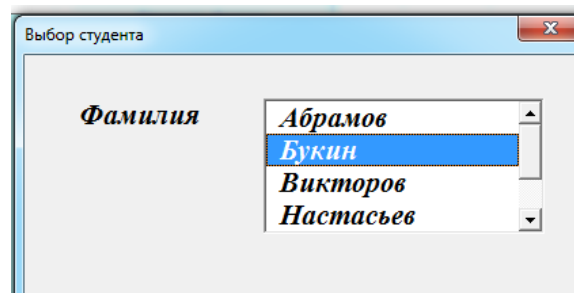 Выбор студента
Фамилия
Абрамов
Букин
Викторов
Настасьев